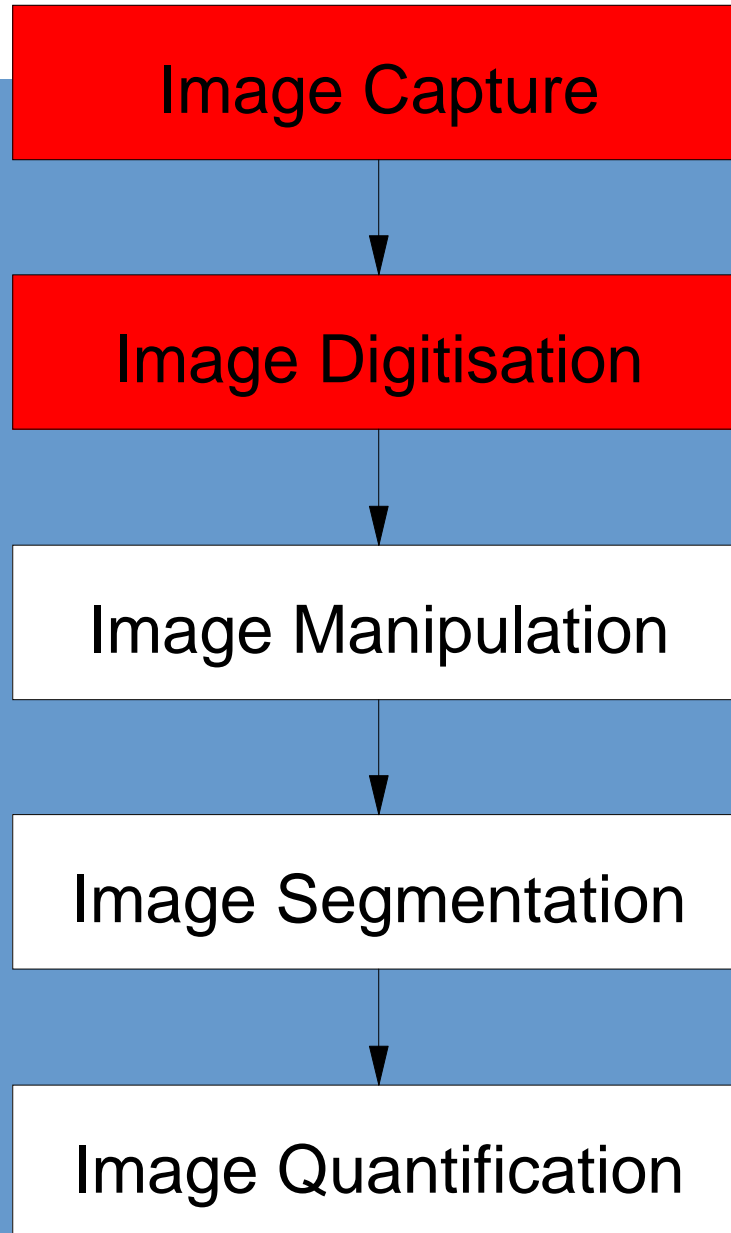 Image Capture
Image Digitisation
Image Manipulation
Image Segmentation
Image Quantification